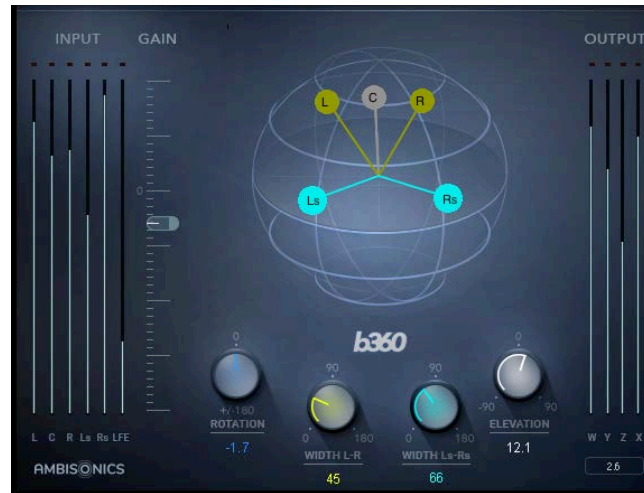 INPUT GAIN OUTPUT
L C R
0
Ls Rs
b360
0 90 90 0
+/-180 0 180 0 180 -90 90
ROTATION WIDTH L-R WIDTH Ls-Rs ELEVATION
-1.7 45 66 12.1
L C R Ls Rs LFE W Y Z X
AMBISONICS 2.6